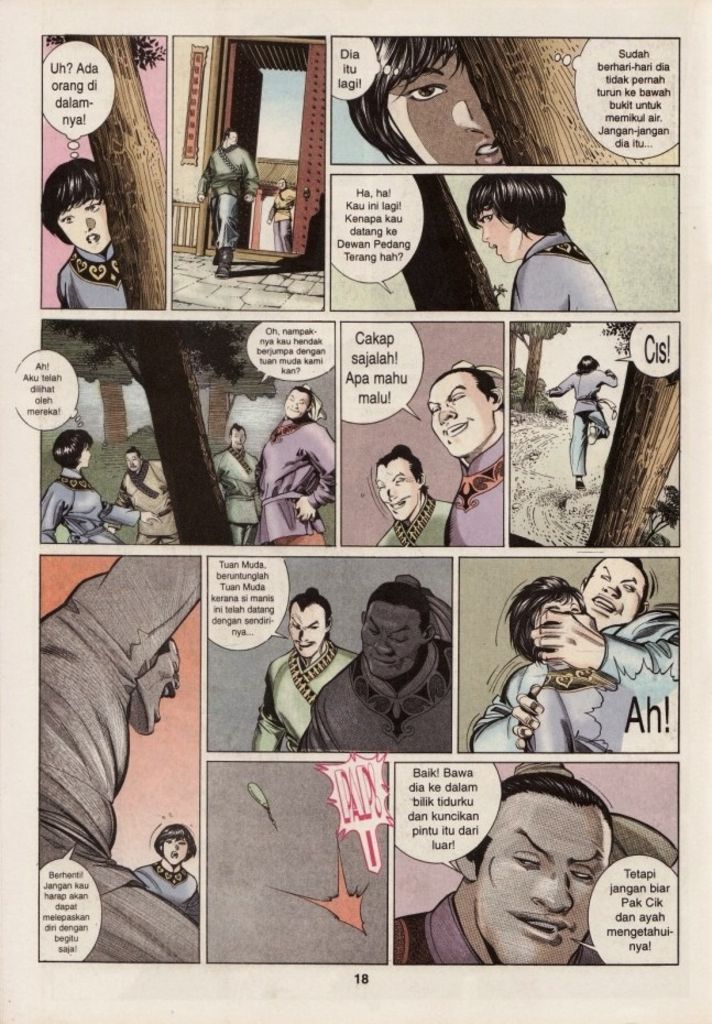 Uh? Ada
orang di
dalam-
nya!
Dia
itu
lagi!
Sudah
berhari-hari dia
tidak pernah
turun ke bawah
bukit untuk
memikul air.
Jangan-jangan
dia itu...
Ha, ha!
Kau ini lagi!
Kenapa kau
datang ke
Dewan Pedang
Terang hah?
Ah!
Aku telah
dilihat
oleh
mereka!
Oh, nampak-
nya kau hendak
berjumpa dengan
tuan muda kami
kan?
Cakap
sajalah!
Apa mahu
malu!
Cis!
Berhenti!
Jangan kau
harap akan
dapat
melepaskan
diri dengan
begitu
saja!
Tuan Muda,
beruntunglah
Tuan Muda
kerana si manis
ini telah datang
dengan sendiri-
nya...
Ah!
PAP!
Baik! Bawa
dia ke dalam
bilik tidurku
dan kuncikan
pintu itu dari
luar!
Tetapi
jangan biar
Pak Cik
dan ayah
mengetahui-
nya!
18